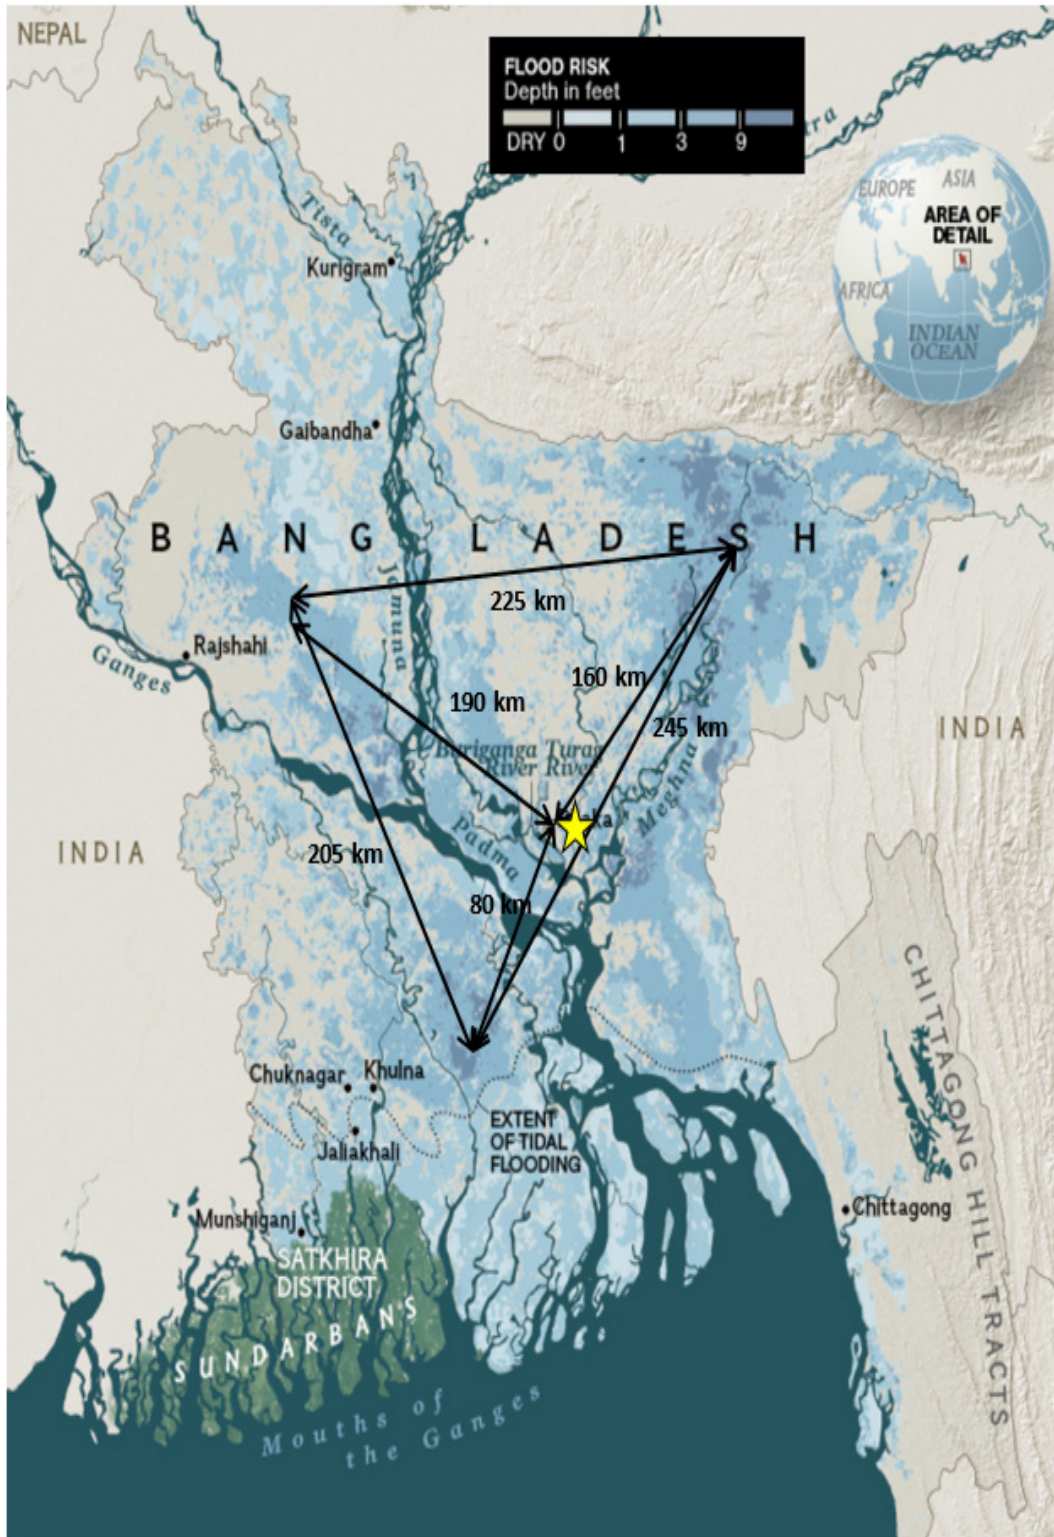 NEPAL
FLOOD RISK
Depth in feet
DRY 0 1 3 9
tra
EUROPE
ASIA
AREA OF
DETAIL
AFRICA
INDIAN
OCEAN
Tista
Kurigram
Gaibandha
BANGLADESH
Jamuna
225 km
Rajshahi
Ganges
160 km
190 km
245 km
INDIA
Buriganga Turag
River River
Meghna
Padma
INDIA
205 km
80 km
CHITTAGONG HILL TRACTS
Chuknagar
Khulna
EXTENT
OF TIDAL
FLOODING
Jaliakhali
Munshiganj
Chittagong
SATKHIRA
DISTRICT
SUNDARBANS
Mouths of
the Ganges